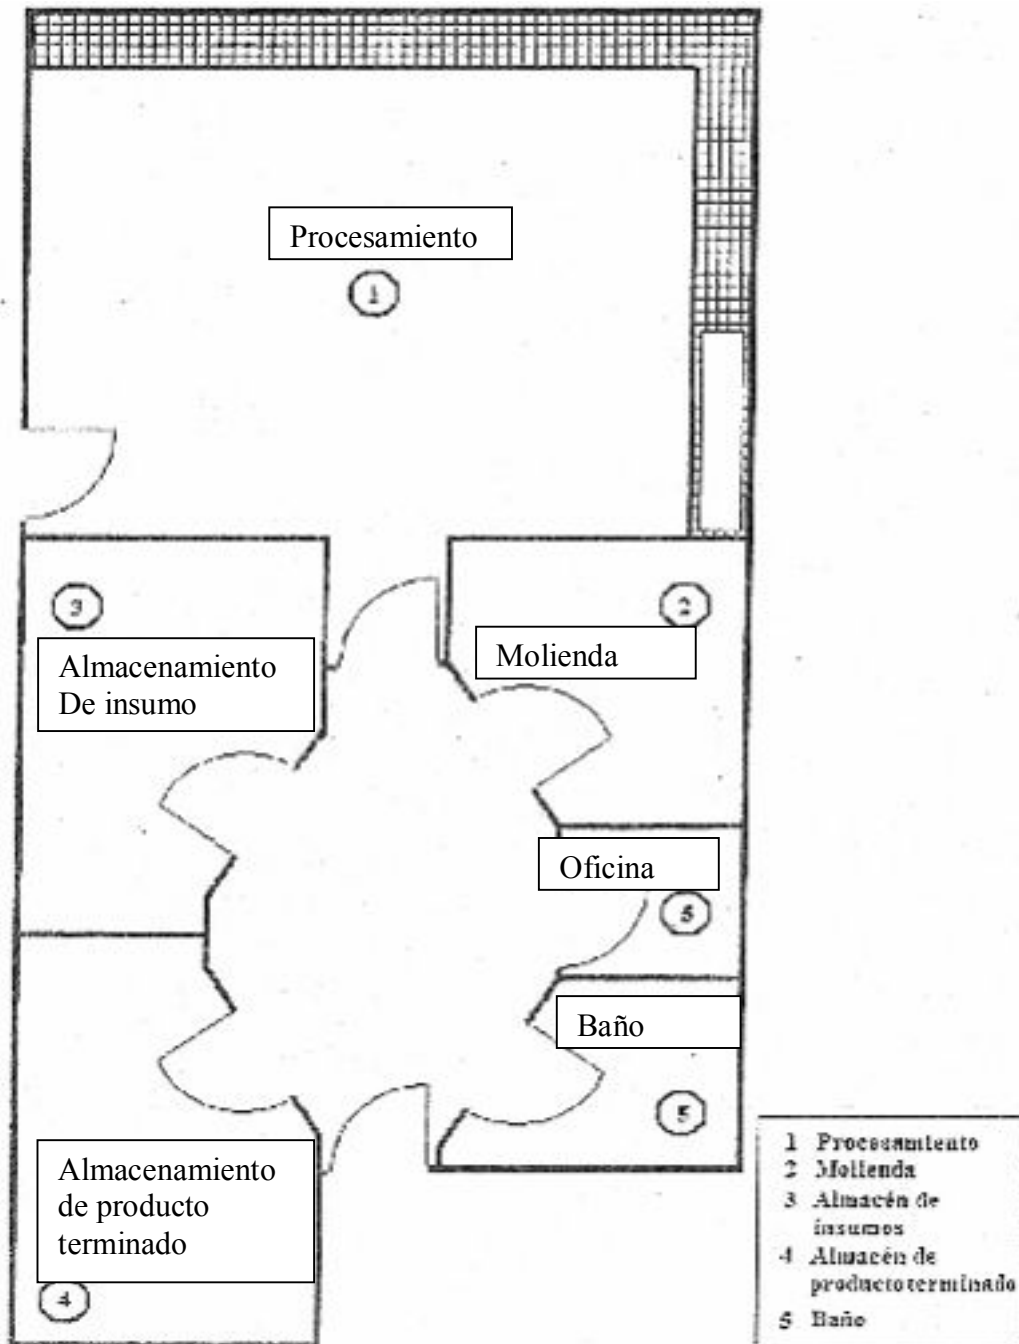 Procesamiento
1
3
2
Almacenamiento
De insumo
Molienda
Oficina
6
Baño
5
Almacenamiento
de producto
terminado
4
1 Procesamiento
2 Molienda
3 Almacén de
insumos
4 Almacén de
producto terminado
5 Baño